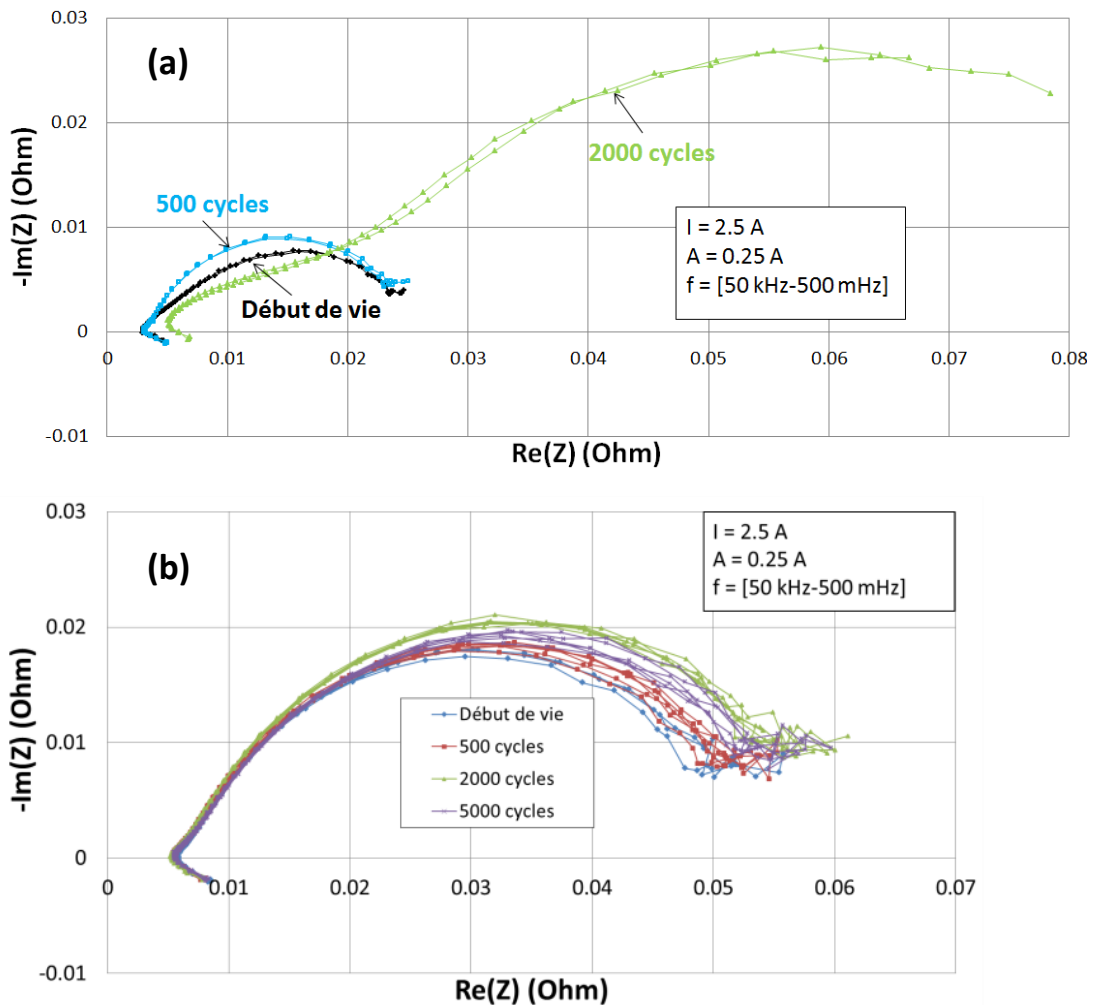 0.03
(a)
0.02
-Im(Z) (Ohm)
2000 cycles
500 cycles
0.01
I = 2.5 A
A = 0.25 A
f = [50 kHz-500 mHz]
Début de vie
0
0 0.01 0.02 0.03 0.04 0.05 0.06 0.07 0.08
-0.01
Re(Z) (Ohm)
0.03
I = 2.5 A
A = 0.25 A
f = [50 kHz-500 mHz]
(b)
0.02
-Im(Z) (Ohm)
Début de vie
500 cycles
2000 cycles
5000 cycles
0.01
0
0 0.01 0.02 0.03 0.04 0.05 0.06 0.07
-0.01
Re(Z) (Ohm)